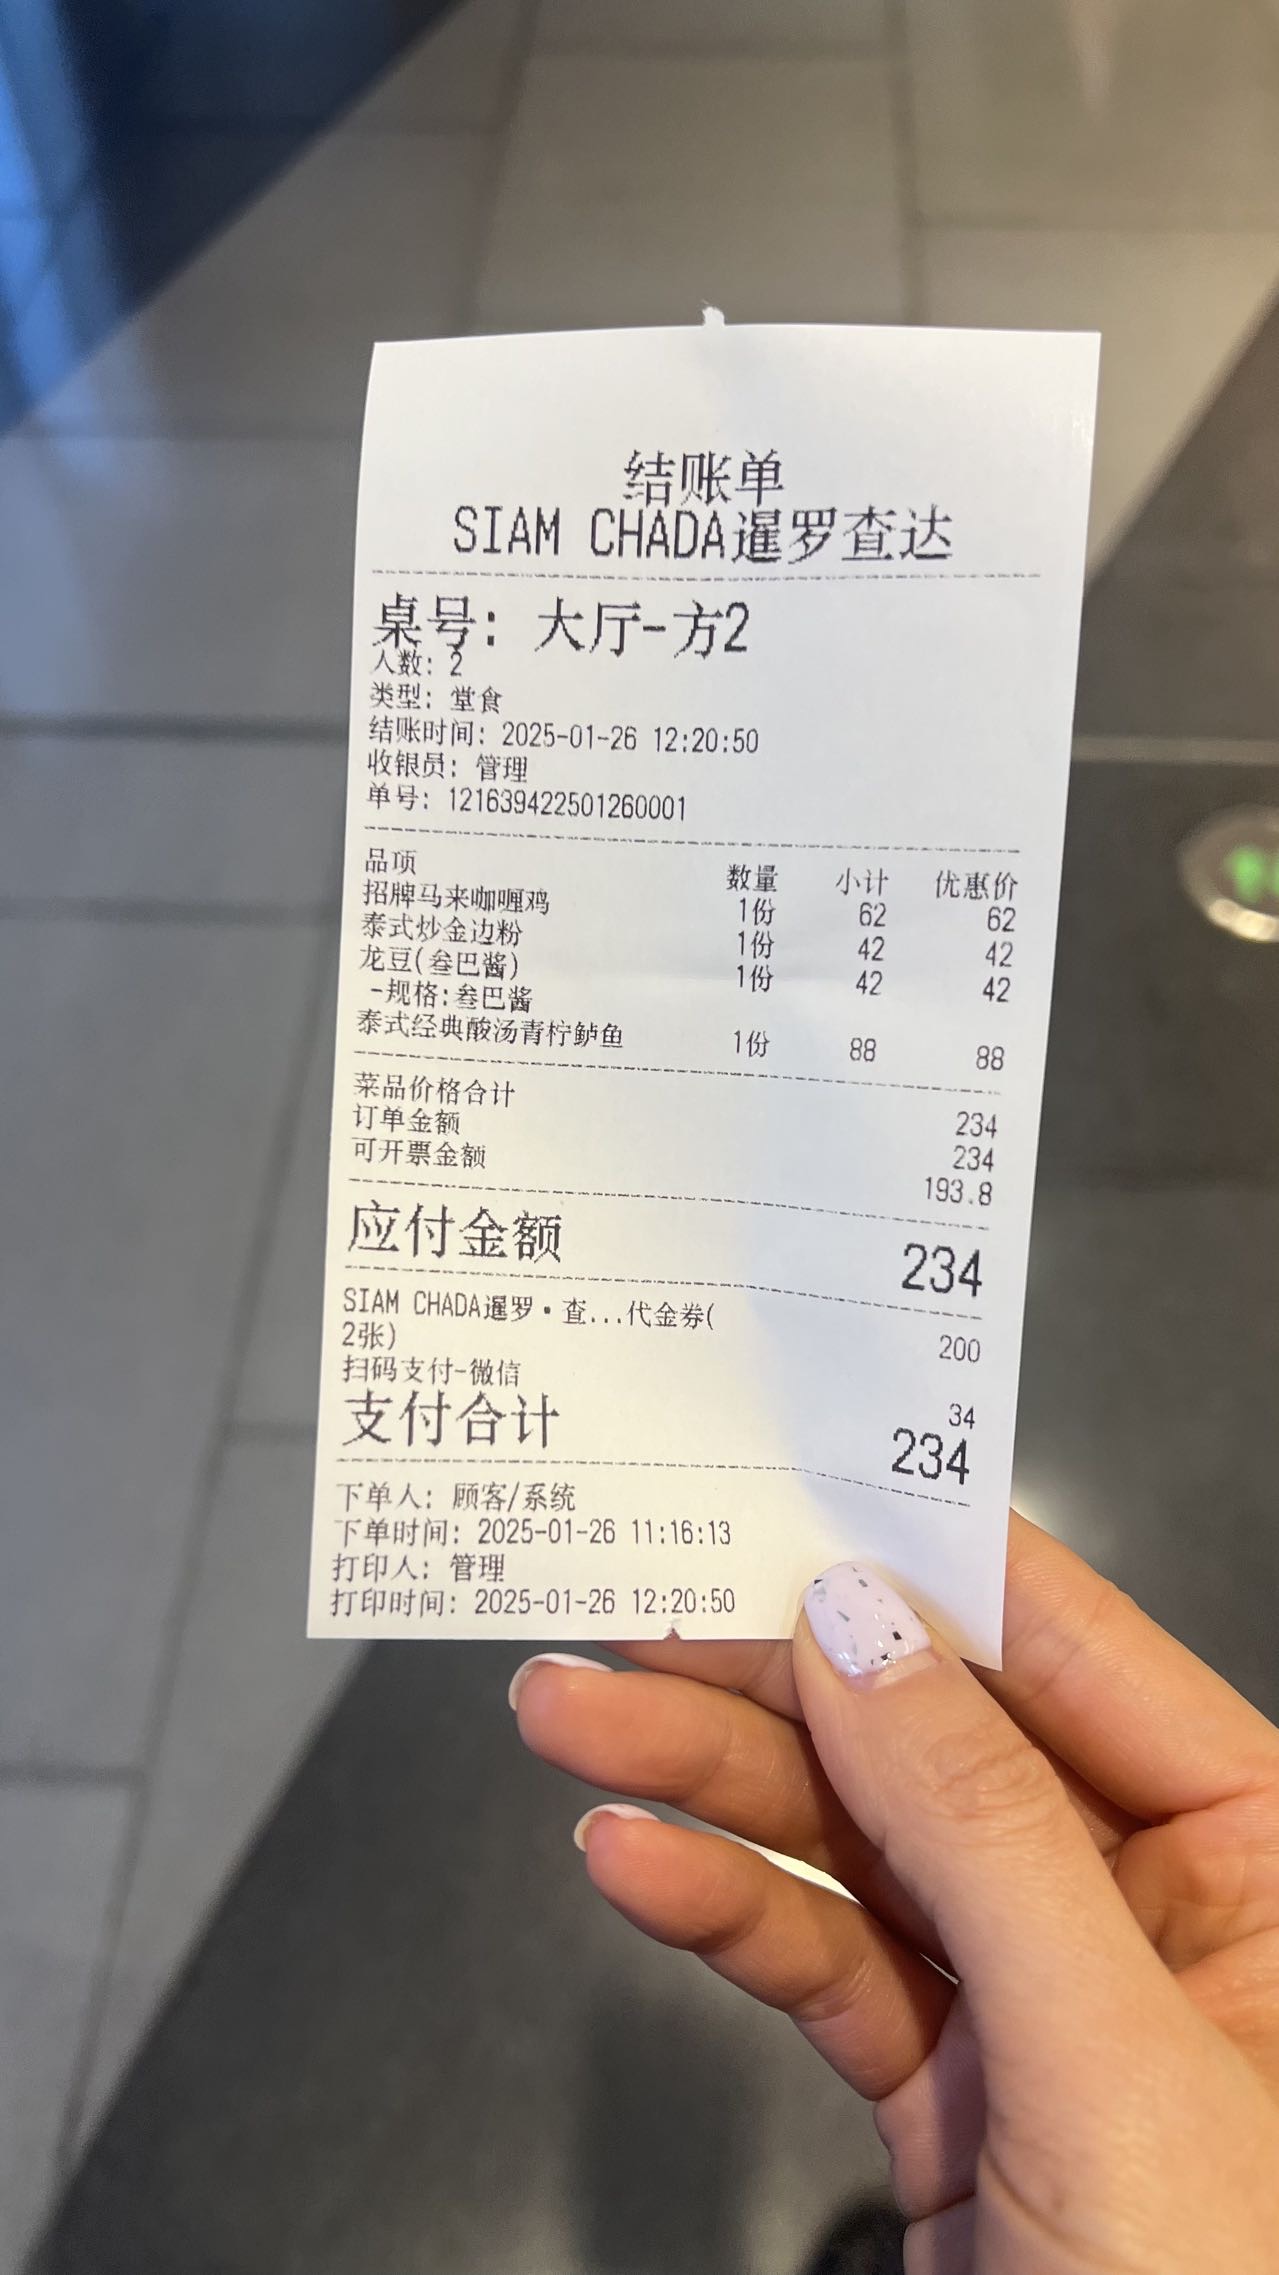 结账单
SIAM CHADA暹罗查达
桌号: 大厅-方2
人数: 2
类型: 堂食
结账时间: 2025-01-26 12:20:50
收银员: 管理
单号: 121639422501260001
品项 数量 小计 优惠价
招牌马来咖喱鸡 1份 62 62
泰式炒金边粉 1份 42 42
龙豆(叁巴酱) 1份 42 42
-规格:叁巴酱
泰式经典酸汤青柠鲈鱼 1份 88 88
菜品价格合计 234
订单金额 234
可开票金额 193.8
应付金额 234
SIAM CHADA暹罗·查...代金券(
2张) 200
扫码支付-微信 34
支付合计 234
下单人: 顾客/系统
下单时间: 2025-01-26 11:16:13
打印人: 管理
打印时间: 2025-01-26 12:20:50